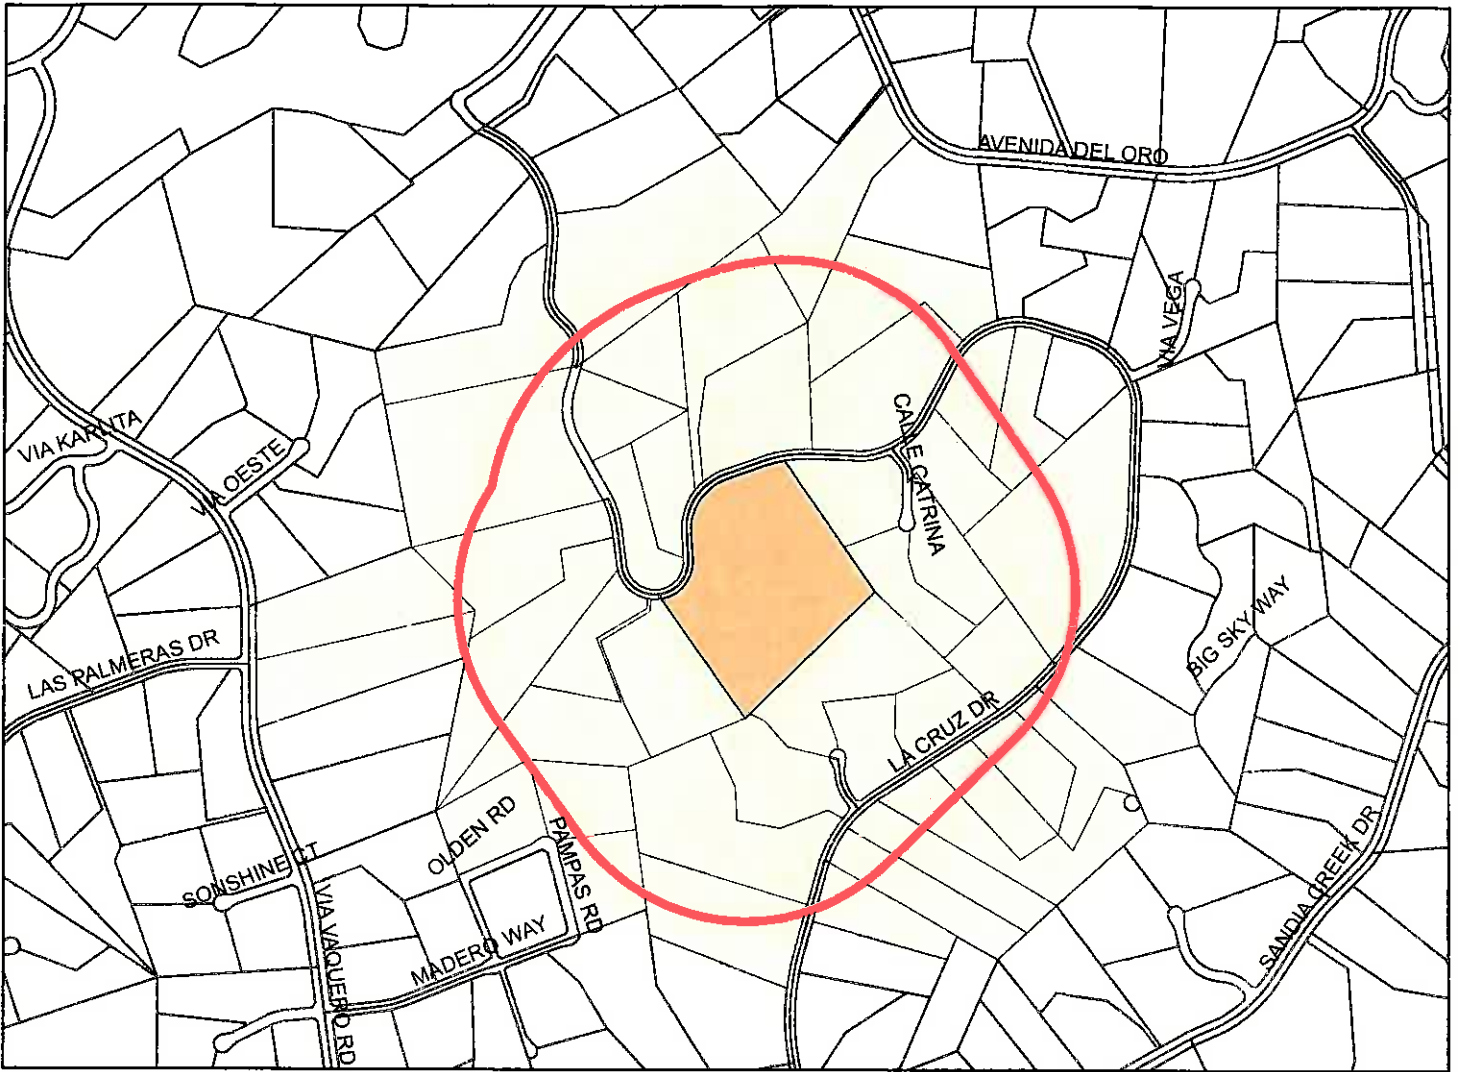 AVENIDA DEL ORO
VIA VEGA
VIA KARLITA
VIA OESTE
CALLE CATRINA
BIG SKY WAY
LAS PALMERAS DR
LA CRUZ DR
OLDEN RD
PAMPAS RD
SONSHINE CT
SANDIA CREEK DR
MADERO WAY
VIA VAQUERO RD